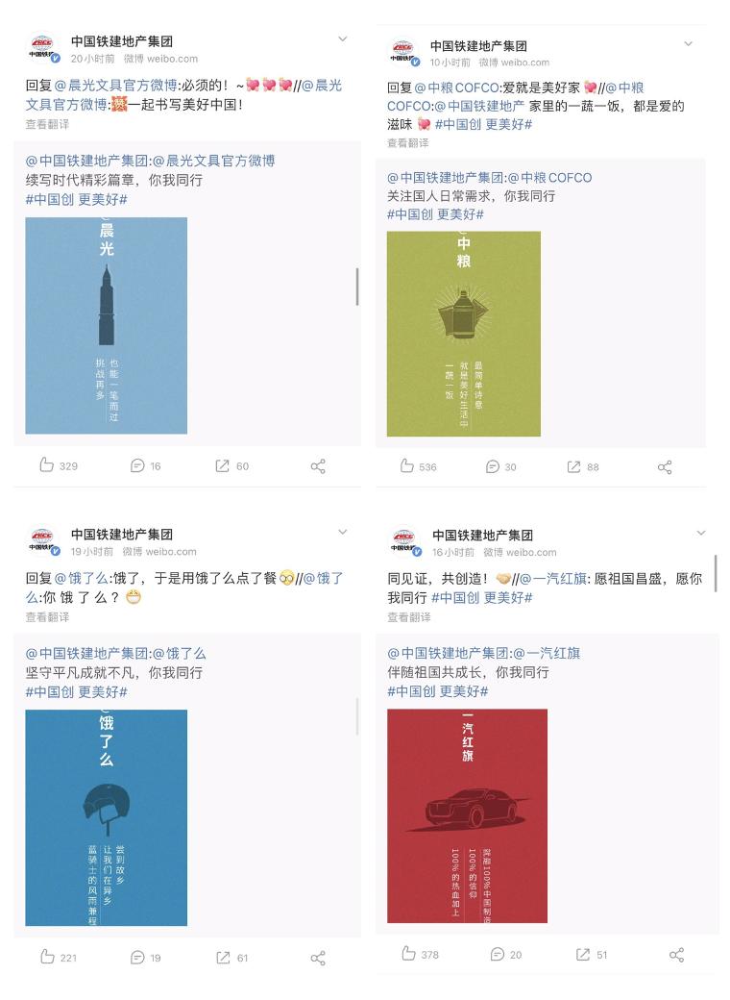 中国铁建地产集团
20小时前 微博 weibo.com
回复@晨光文具官方微博:必须的！~💘💘💘//@晨
光文具官方微博:一起书写美好中国！
查看翻译
@中国铁建地产集团:@晨光文具官方微博
续写时代精彩篇章，你我同行
#中国创 更美好#
@晨光
也能一笔而过
挑战再多
329
16
60
中国铁建地产集团
10小时前 微博 weibo.com
回复@中粮COFCO:爱就是美好家 💘//@中粮
COFCO:@中国铁建地产 家里的一蔬一饭，都是爱的
滋味 💘 #中国创 更美好#
查看翻译
@中国铁建地产集团:@中粮COFCO
关注国人日常需求，你我同行
#中国创 更美好#
@中粮
最简单诗意
就是美好生活中
一蔬一饭
536
30
88
中国铁建地产集团
19小时前 微博 weibo.com
回复@饿了么:饿了，于是用饿了么点了餐//@饿了
么:你 饿 了 么 ？😁
查看翻译
@中国铁建地产集团:@饿了么
坚守平凡成就不凡，你我同行
#中国创 更美好#
@饿了么
尝到故乡
让我们在异乡
蓝骑士的风雨兼程
221
19
61
中国铁建地产集团
16小时前 微博 weibo.com
同见证，共创造！🤝//@一汽红旗: 愿祖国昌盛，愿你
我同行 #中国创 更美好#
查看翻译
@中国铁建地产集团:@一汽红旗
伴随祖国共成长，你我同行
#中国创 更美好#
一汽红旗
就甜100%中国制造
100%的信仰
100%的热血加上
378
20
51